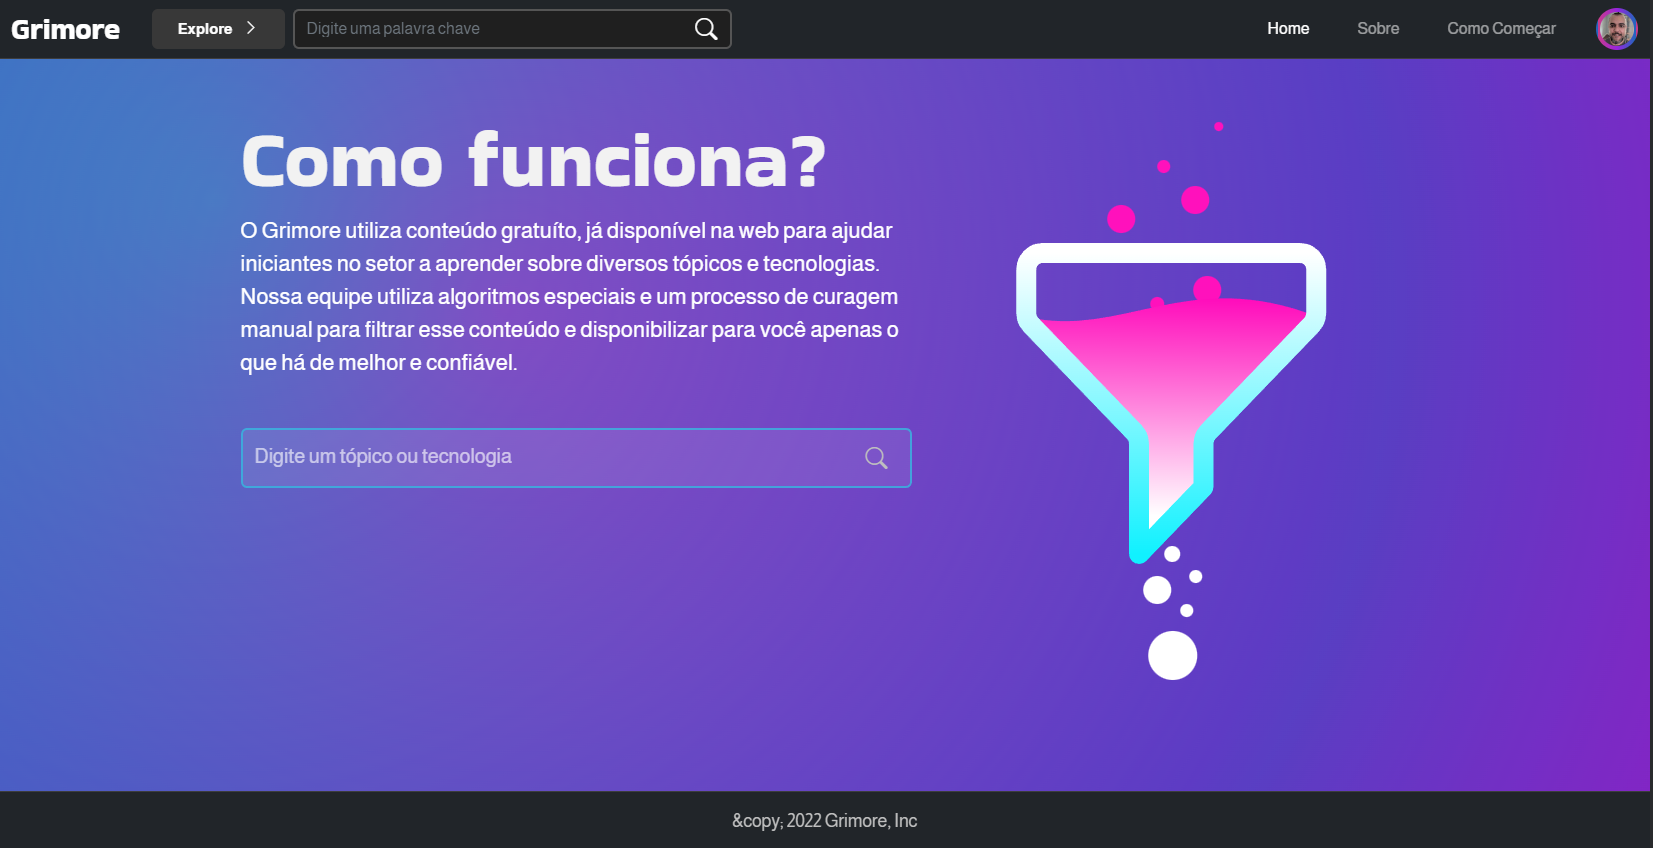 Grimore
Explore
Digite uma palavra chave
Home
Sobre
Como Começar
Como funciona?
O Grimore utiliza conteúdo gratuíto, já disponível na web para ajudar
iniciantes no setor a aprender sobre diversos tópicos e tecnologias.
Nossa equipe utiliza algoritmos especiais e um processo de curagem
manual para filtrar esse conteúdo e disponibilizar para você apenas o
que há de melhor e confiável.
Digite um tópico ou tecnologia
&copy; 2022 Grimore, Inc